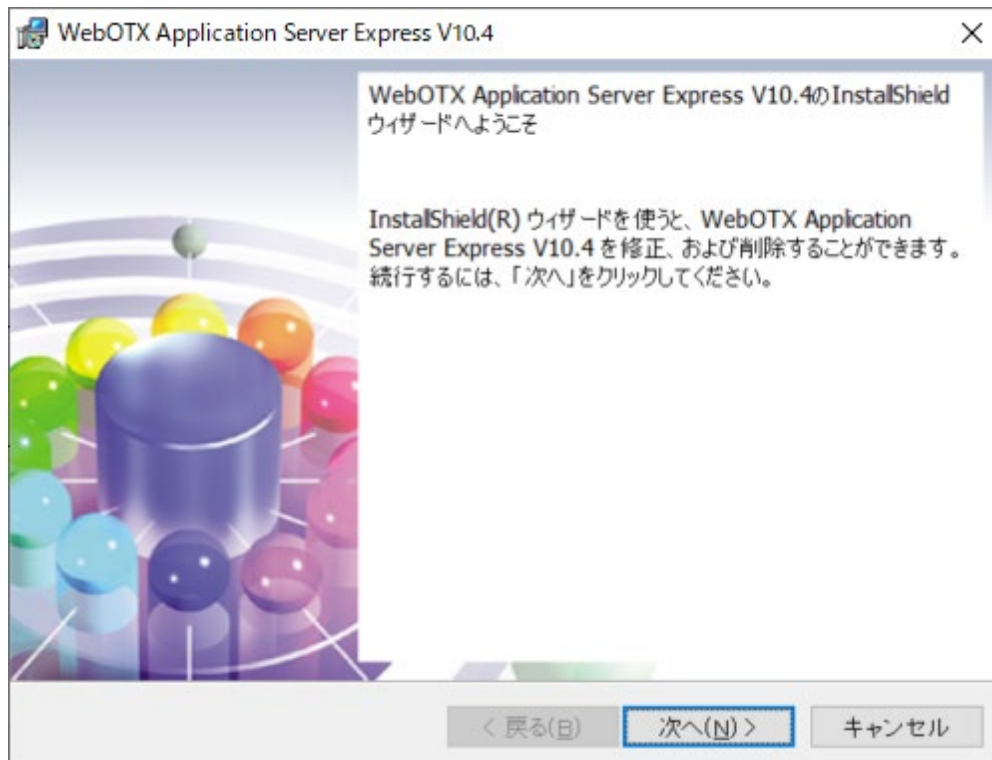 WebOTX Application Server Express V10.4
WebOTX Application Server Express V10.4のInstallShield
ウィザードへようこそ
InstallShield(R) ウィザードを使うと、WebOTX Application
Server Express V10.4 を修正、および削除することができます。
続行するには、「次へ」をクリックしてください。
< 戻る(B)
次へ(N) >
キャンセル